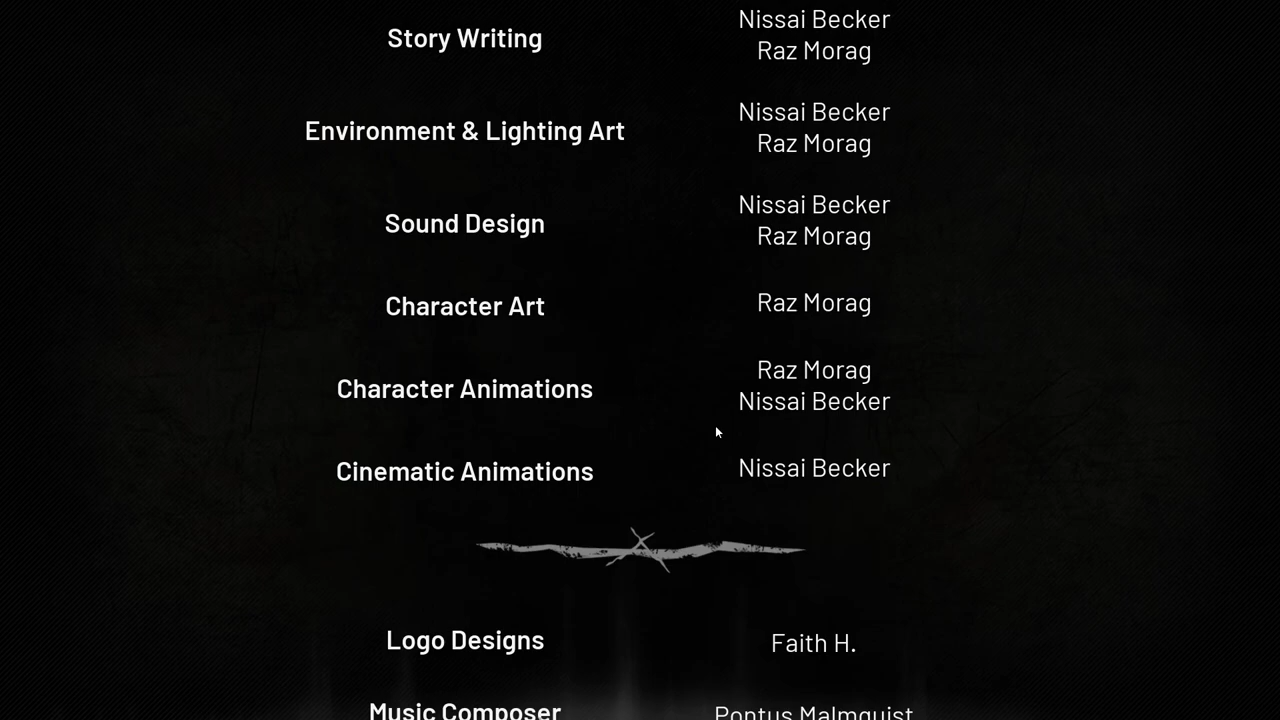 Story Writing
Nissai Becker
Raz Morag
Environment & Lighting Art
Nissai Becker
Raz Morag
Sound Design
Nissai Becker
Raz Morag
Character Art
Raz Morag
Character Animations
Raz Morag
Nissai Becker
Cinematic Animations
Nissai Becker
Logo Designs
Faith H.
Music Composer
Pontus Malmquist